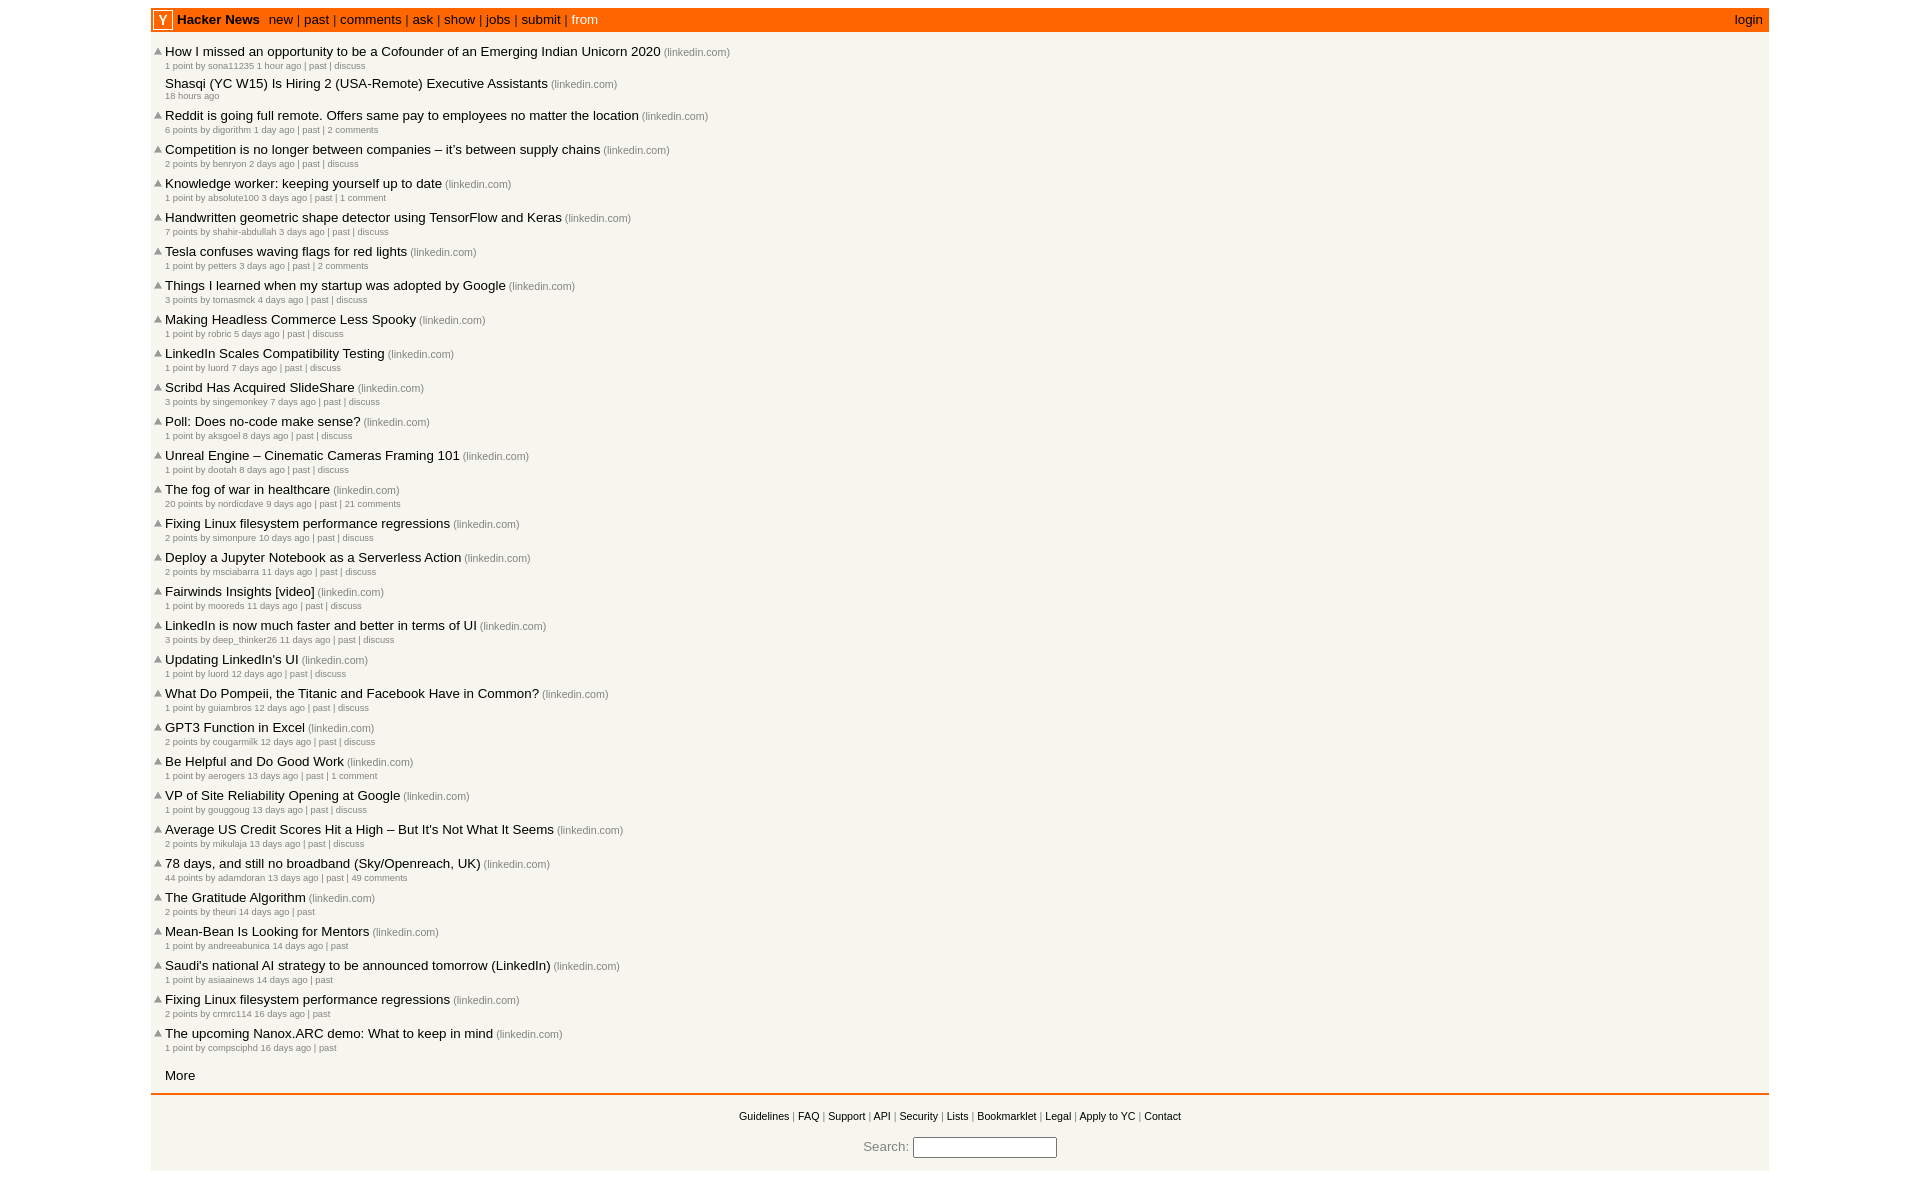 Y Hacker News new | past | comments | ask | show | jobs | submit | from login
How I missed an opportunity to be a Cofounder of an Emerging Indian Unicorn 2020 (linkedin.com)
1 point by sona11235 1 hour ago | past | discuss
Shasqi (YC W15) Is Hiring 2 (USA-Remote) Executive Assistants (linkedin.com)
18 hours ago
Reddit is going full remote. Offers same pay to employees no matter the location (linkedin.com)
6 points by digorithm 1 day ago | past | 2 comments
Competition is no longer between companies – it’s between supply chains (linkedin.com)
2 points by benryon 2 days ago | past | discuss
Knowledge worker: keeping yourself up to date (linkedin.com)
1 point by absolute100 3 days ago | past | 1 comment
Handwritten geometric shape detector using TensorFlow and Keras (linkedin.com)
7 points by shahir-abdullah 3 days ago | past | discuss
Tesla confuses waving flags for red lights (linkedin.com)
1 point by petters 3 days ago | past | 2 comments
Things I learned when my startup was adopted by Google (linkedin.com)
3 points by tomasmck 4 days ago | past | discuss
Making Headless Commerce Less Spooky (linkedin.com)
1 point by robric 5 days ago | past | discuss
LinkedIn Scales Compatibility Testing (linkedin.com)
1 point by luord 7 days ago | past | discuss
Scribd Has Acquired SlideShare (linkedin.com)
3 points by singemonkey 7 days ago | past | discuss
Poll: Does no-code make sense? (linkedin.com)
1 point by aksgoel 8 days ago | past | discuss
Unreal Engine – Cinematic Cameras Framing 101 (linkedin.com)
1 point by dootah 8 days ago | past | discuss
The fog of war in healthcare (linkedin.com)
20 points by nordicdave 9 days ago | past | 21 comments
Fixing Linux filesystem performance regressions (linkedin.com)
2 points by simonpure 10 days ago | past | discuss
Deploy a Jupyter Notebook as a Serverless Action (linkedin.com)
2 points by msciabarra 11 days ago | past | discuss
Fairwinds Insights [video] (linkedin.com)
1 point by mooreds 11 days ago | past | discuss
LinkedIn is now much faster and better in terms of UI (linkedin.com)
3 points by deep_thinker26 11 days ago | past | discuss
Updating LinkedIn's UI (linkedin.com)
1 point by luord 12 days ago | past | discuss
What Do Pompeii, the Titanic and Facebook Have in Common? (linkedin.com)
1 point by guiambros 12 days ago | past | discuss
GPT3 Function in Excel (linkedin.com)
2 points by cougarmilk 12 days ago | past | discuss
Be Helpful and Do Good Work (linkedin.com)
1 point by aerogers 13 days ago | past | 1 comment
VP of Site Reliability Opening at Google (linkedin.com)
1 point by gouggoug 13 days ago | past | discuss
Average US Credit Scores Hit a High – But It's Not What It Seems (linkedin.com)
2 points by mikulaja 13 days ago | past | discuss
78 days, and still no broadband (Sky/Openreach, UK) (linkedin.com)
44 points by adamdoran 13 days ago | past | 49 comments
The Gratitude Algorithm (linkedin.com)
2 points by theuri 14 days ago | past
Mean-Bean Is Looking for Mentors (linkedin.com)
1 point by andreeabunica 14 days ago | past
Saudi's national AI strategy to be announced tomorrow (LinkedIn) (linkedin.com)
1 point by asiaainews 14 days ago | past
Fixing Linux filesystem performance regressions (linkedin.com)
2 points by crmrc114 16 days ago | past
The upcoming Nanox.ARC demo: What to keep in mind (linkedin.com)
1 point by compsciphd 16 days ago | past
More
Guidelines | FAQ | Support | API | Security | Lists | Bookmarklet | Legal | Apply to YC | Contact
Search: